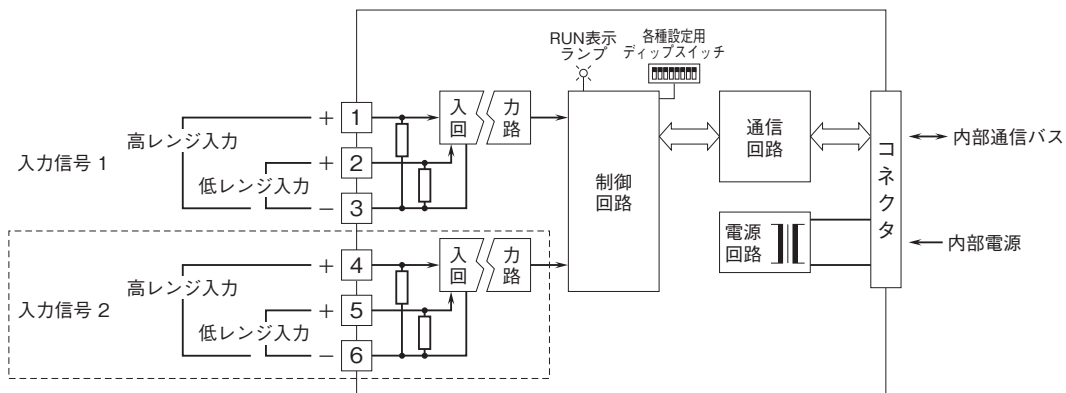 RUN表示
ランプ
各種設定用
ディップスイッチ
入力信号 1
高レンジ入力
低レンジ入力
+ 1
+ 2
− 3
入 力
回 路
制御
回路
通信
回路
コネクタ
内部通信バス
電源
回路
内部電源
入力信号 2
高レンジ入力
低レンジ入力
+ 4
+ 5
− 6
入 力
回 路